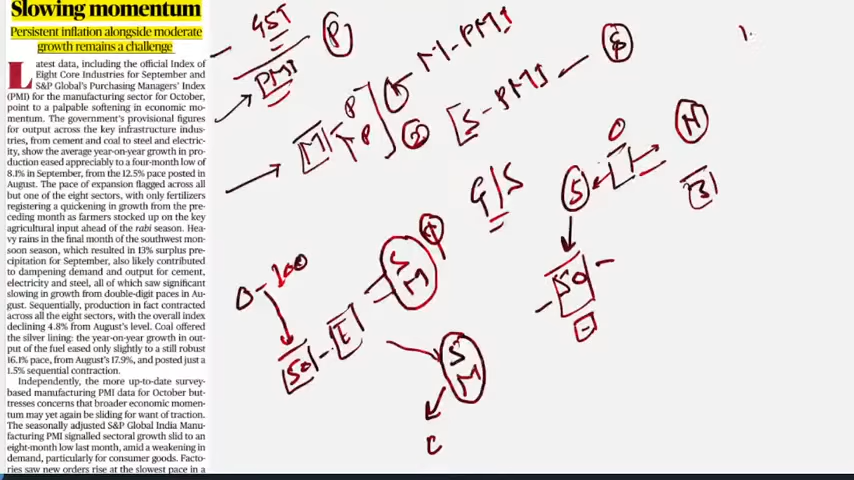 Slowing momentum
Persistent inflation alongside moderate
growth remains a challenge
Latest data, including the official Index of
Eight Core Industries for September and
S&P Global's Purchasing Managers' Index
(PMI) for the manufacturing sector for October,
point to a palpable softening in economic mo-
mentum. The government's provisional figures
for output across the key infrastructure indus-
tries, from cement and coal to steel and electric-
ity, show the average year-on-year growth in pro-
duction eased appreciably to a four-month low of
8.1% in September, from the 12.5% pace posted in
August. The pace of expansion flagged across all
but one of the eight sectors, with only fertilizers
registering a quickening in growth from the pre-
ceding month as farmers stocked up on the key
agricultural input ahead of the rabi season. Hea-
vy rains in the final month of the southwest mon-
soon season, which resulted in 13% surplus pre-
cipitation for September, also likely contributed
to dampening demand and output for cement,
electricity and steel, all of which saw significant
slowing in growth from double-digit paces in Au-
gust. Sequentially, production in fact contracted
across all the eight sectors, with the overall index
declining 4.8% from August's level. Coal offered
the silver lining: the year-on-year growth in out-
put of the fuel eased only slightly to a still robust
16.1% pace, from August's 17.9%, and posted just a
1.5% sequential contraction.
Independently, the more up-to-date survey-
based manufacturing PMI data for October but-
tresses concerns that broader economic momen-
tum may yet again be sliding for want of traction.
The seasonally adjusted S&P Global India Manu-
facturing PMI signalled sectoral growth slid to an
eight-month low last month, amid a weakening in
demand, particularly for consumer goods. Facto-
ries saw new orders rise at the slowest pace in a
GST
P
PMI
M-PMI
M
P
P
S-PMI
G/S
O
N
S
50
0-100
50-
S
M
S
M
C